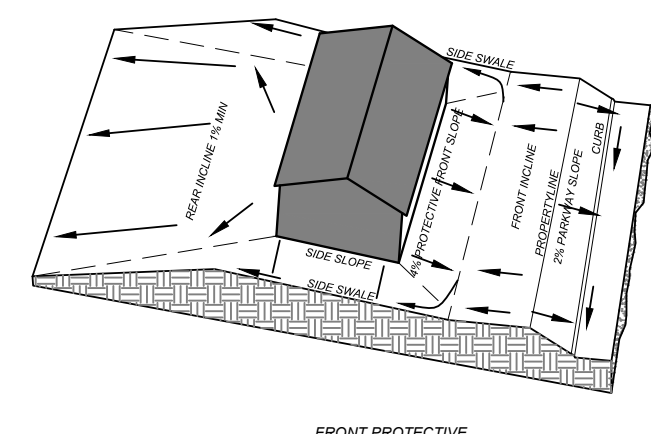 SIDE SWALE
REAR INCLINE 1% MIN
4% PROTECTIVE FRONT SLOPE
FRONT INCLINE
PROPERTYLINE
2% PARKWAY SLOPE
CURB
SIDE SLOPE
SIDE SWALE
FRONT PROTECTIVE